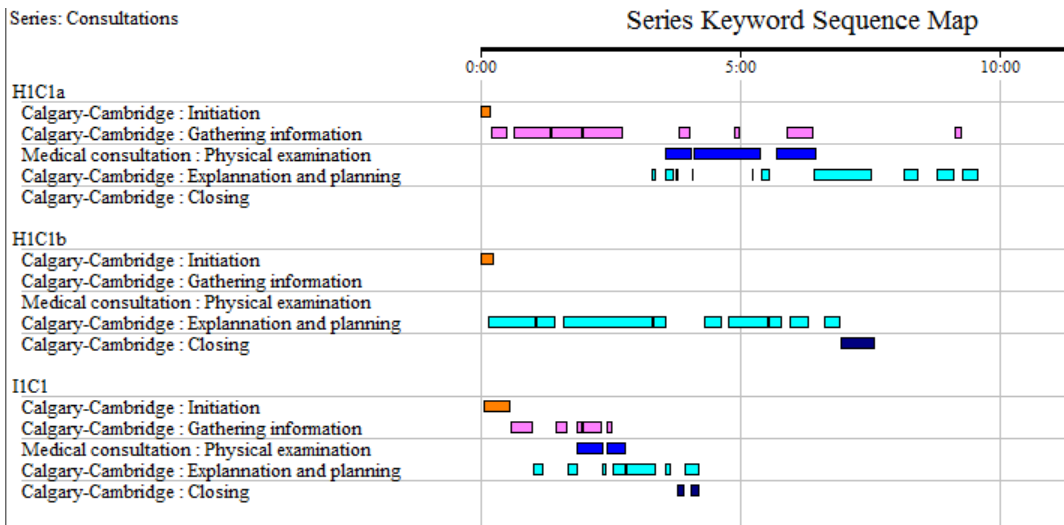 Series: Consultations
Series Keyword Sequence Map
0:00 5:00 10:00
H1C1a
Calgary-Cambridge : Initiation
Calgary-Cambridge : Gathering information
Medical consultation : Physical examination
Calgary-Cambridge : Explannation and planning
Calgary-Cambridge : Closing
H1C1b
Calgary-Cambridge : Initiation
Calgary-Cambridge : Gathering information
Medical consultation : Physical examination
Calgary-Cambridge : Explannation and planning
Calgary-Cambridge : Closing
I1C1
Calgary-Cambridge : Initiation
Calgary-Cambridge : Gathering information
Medical consultation : Physical examination
Calgary-Cambridge : Explannation and planning
Calgary-Cambridge : Closing